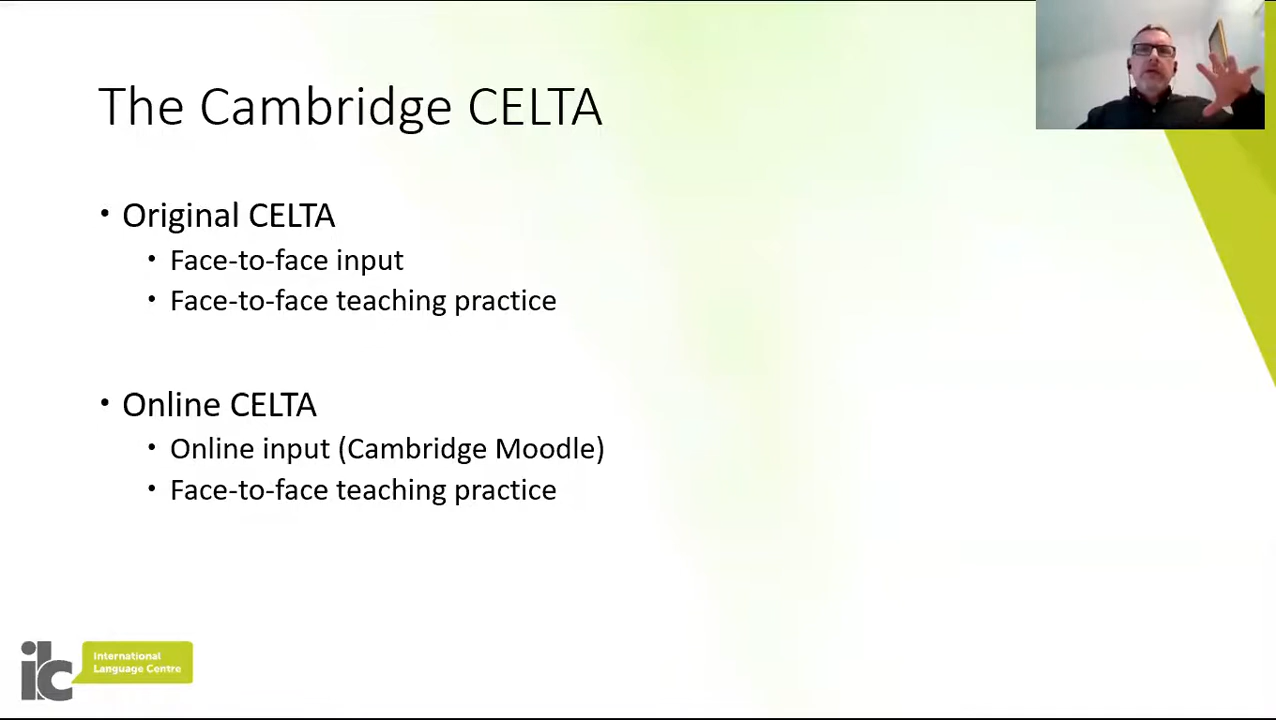 The Cambridge CELTA
• Original CELTA
• Face-to-face input
• Face-to-face teaching practice
• Online CELTA
• Online input (Cambridge Moodle)
• Face-to-face teaching practice
ilc
International
Language Centre